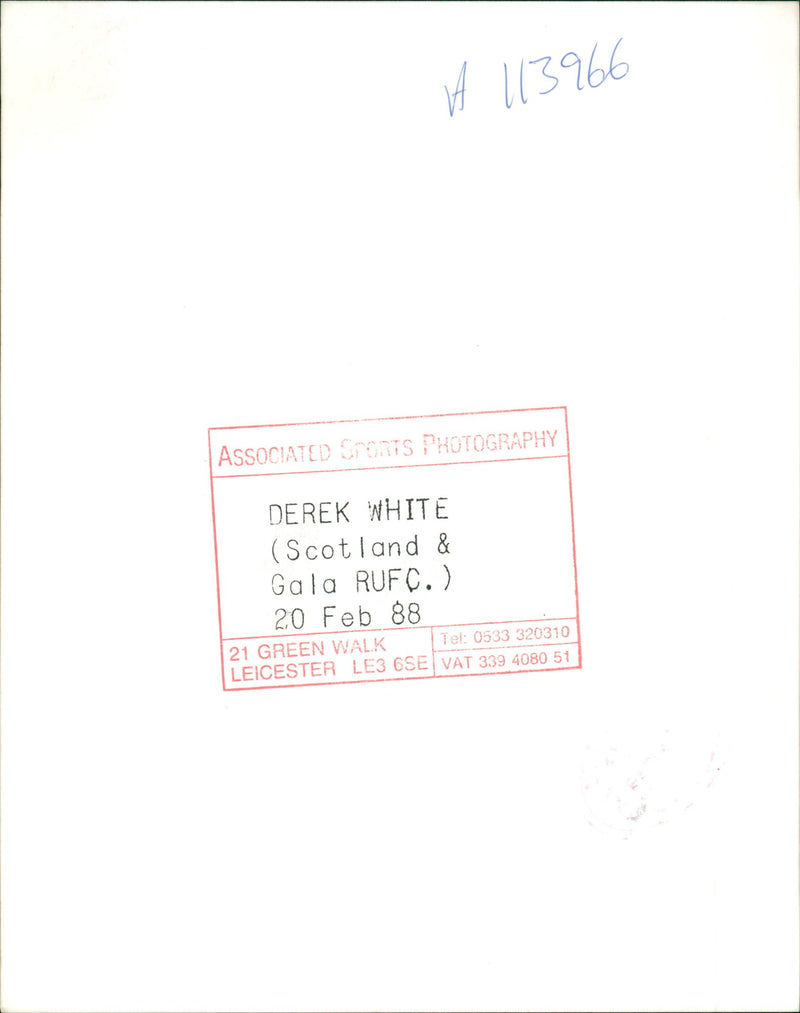 A 113966
ASSOCIATED SPORTS PHOTOGRAPHY
DEREK WHITE
(Scotland &
Gala RUFC.)
20 Feb 88
21 GREEN WALK
LEICESTER LE3 6SE
Tel: 0533 320310
VAT 339 4080 51